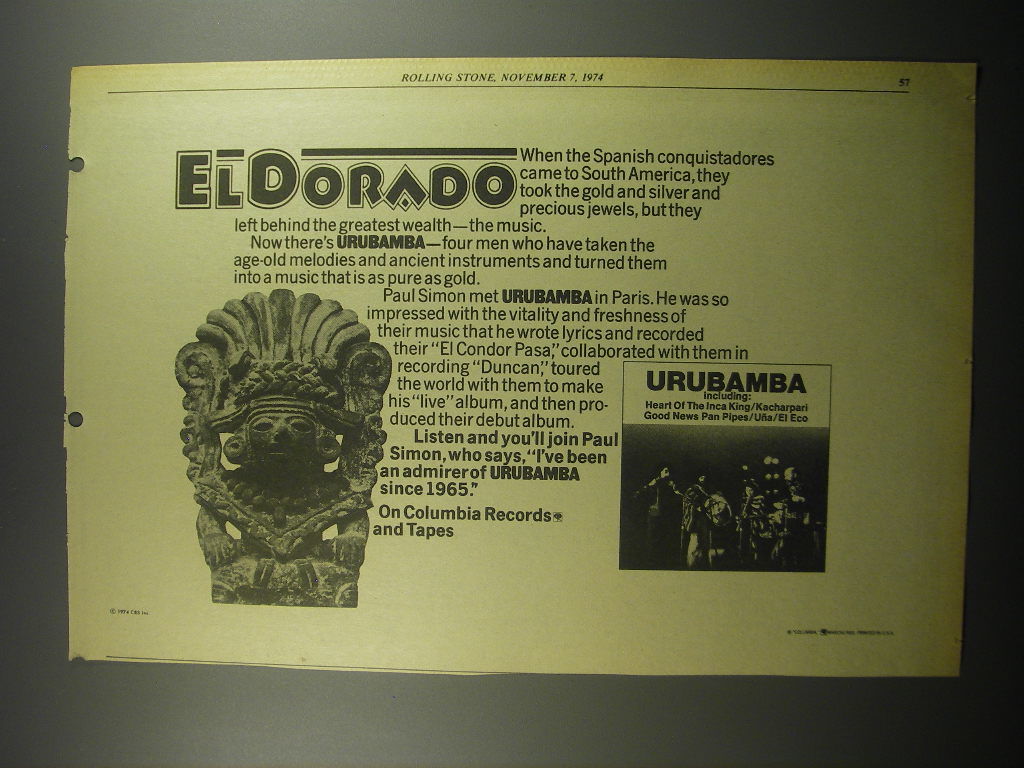 ROLLING STONE, NOVEMBER 7, 1974
57
ELDORADO
When the Spanish conquistadores
came to South America, they
took the gold and silver and
precious jewels, but they
left behind the greatest wealth—the music.
Now there's URUBAMBA—four men who have taken the
age-old melodies and ancient instruments and turned them
into a music that is as pure as gold.
Paul Simon met URUBAMBA in Paris. He was so
impressed with the vitality and freshness of
their music that he wrote lyrics and recorded
their "El Condor Pasa," collaborated with them in
recording "Duncan," toured
the world with them to make
his "live" album, and then pro-
duced their debut album.
Listen and you'll join Paul
Simon, who says, "I've been
an admirer of URUBAMBA
since 1965."
On Columbia Records
and Tapes
URUBAMBA
including:
Heart Of The Inca King/Kacharpari
Good News Pan Pipes/Uña/El Eco
© 1974 CBS Inc.
® "COLUMBIA," MARCAS REG. PRINTED IN U.S.A.